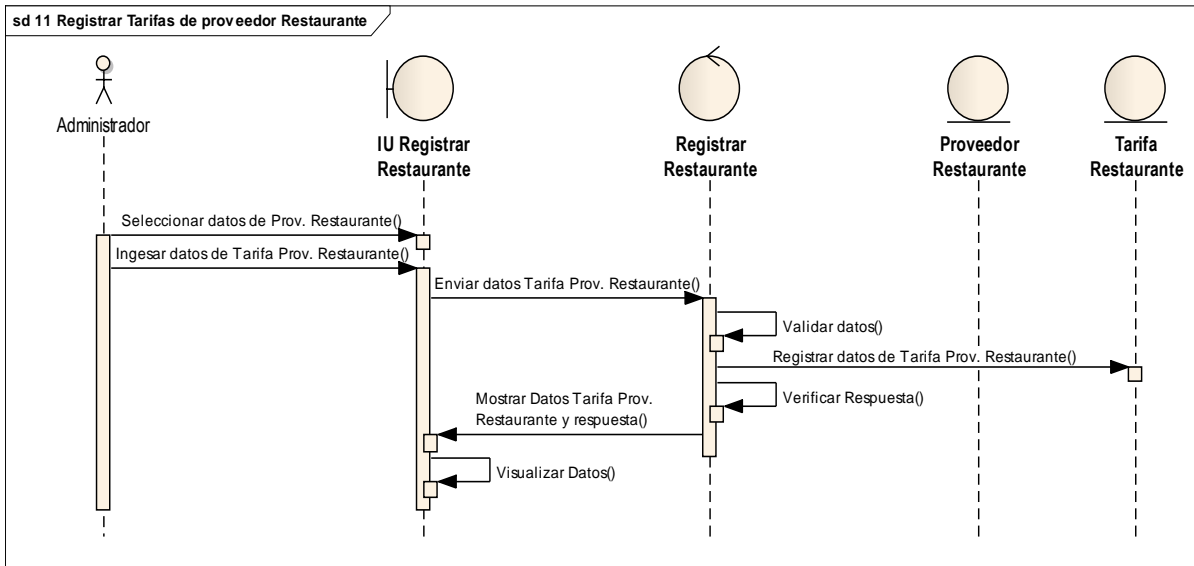 sd 11 Registrar Tarifas de proveedor Restaurante
Administrador
IU Registrar
Restaurante
Registrar
Restaurante
Proveedor
Restaurante
Tarifa
Restaurante
Seleccionar datos de Prov. Restaurante()
Ingesar datos de Tarifa Prov. Restaurante()
Enviar datos Tarifa Prov. Restaurante()
Validar datos()
Registrar datos de Tarifa Prov. Restaurante()
Verificar Respuesta()
Mostrar Datos Tarifa Prov.
Restaurante y respuesta()
Visualizar Datos()